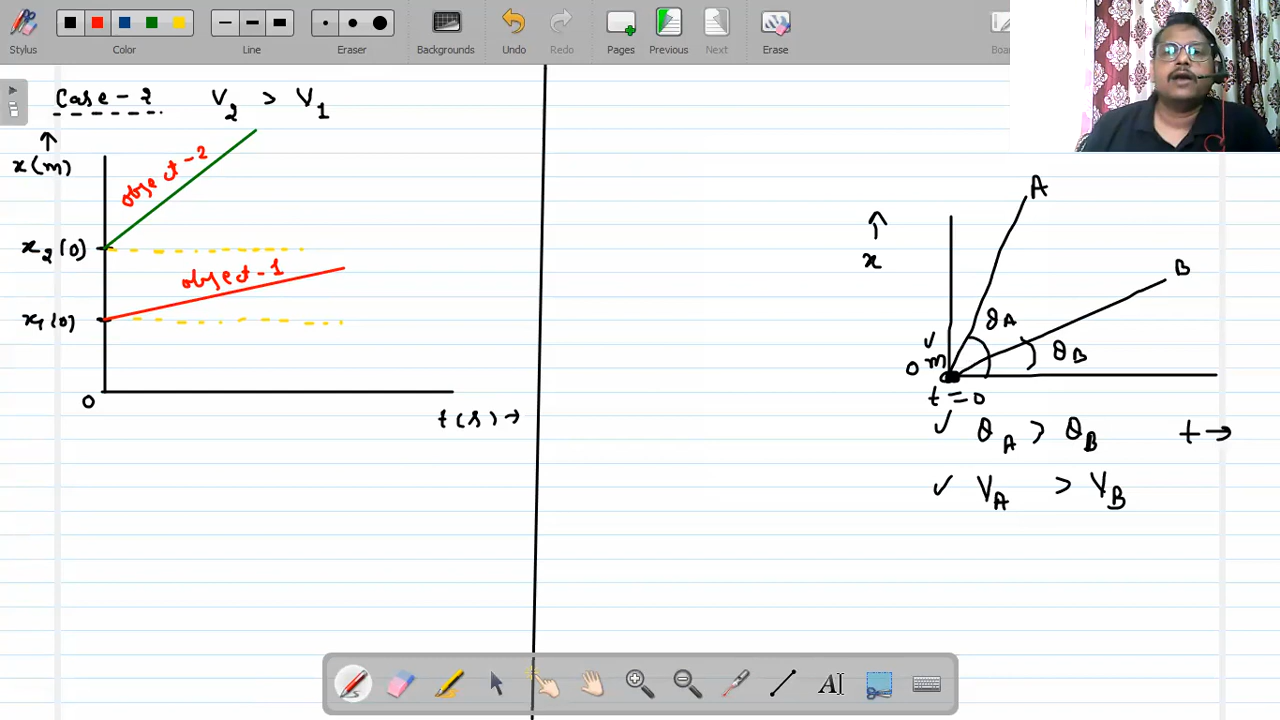 Stylus
Color
Line
Eraser
Backgrounds
Undo
Redo
Pages
Previous
Next
Erase
Case-2 V2 > V1
↑
x(m)
object-2
x2(0)
object-1
x1(0)
0
t(s)→
A
↑
x
B
θA
θB
✓
0 m
t=0
✓ θA > θB t→
✓ VA > VB